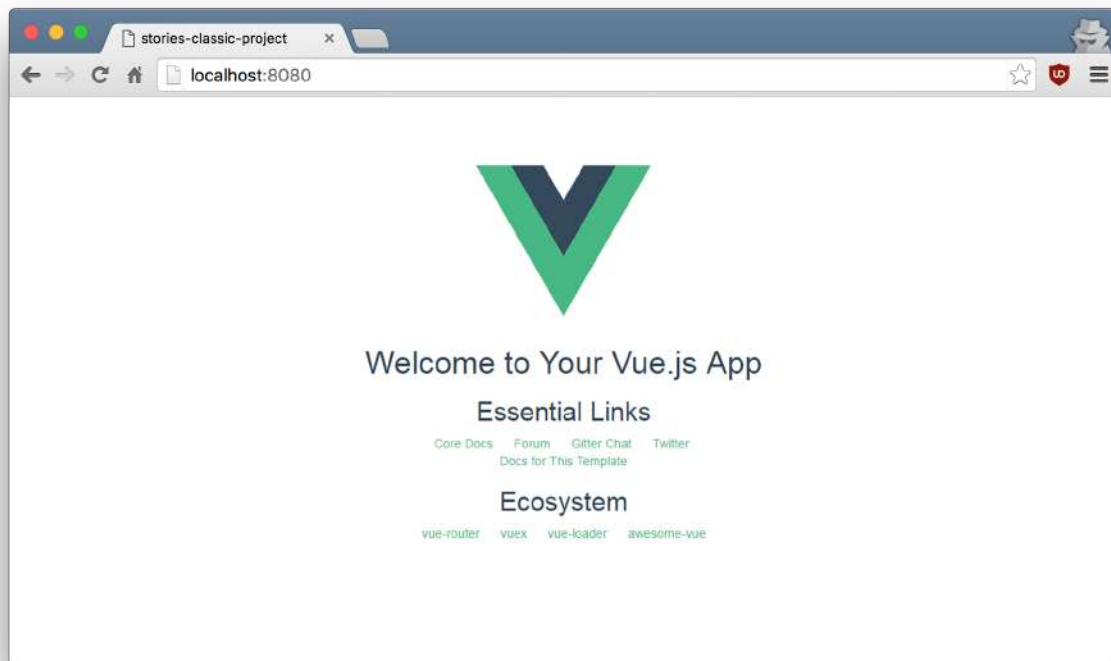 stories-classic-project
localhost:8080
Welcome to Your Vue.js App
Essential Links
Core Docs Forum Gitter Chat Twitter
Docs for This Template
Ecosystem
vue-router vuex vue-loader awesome-vue